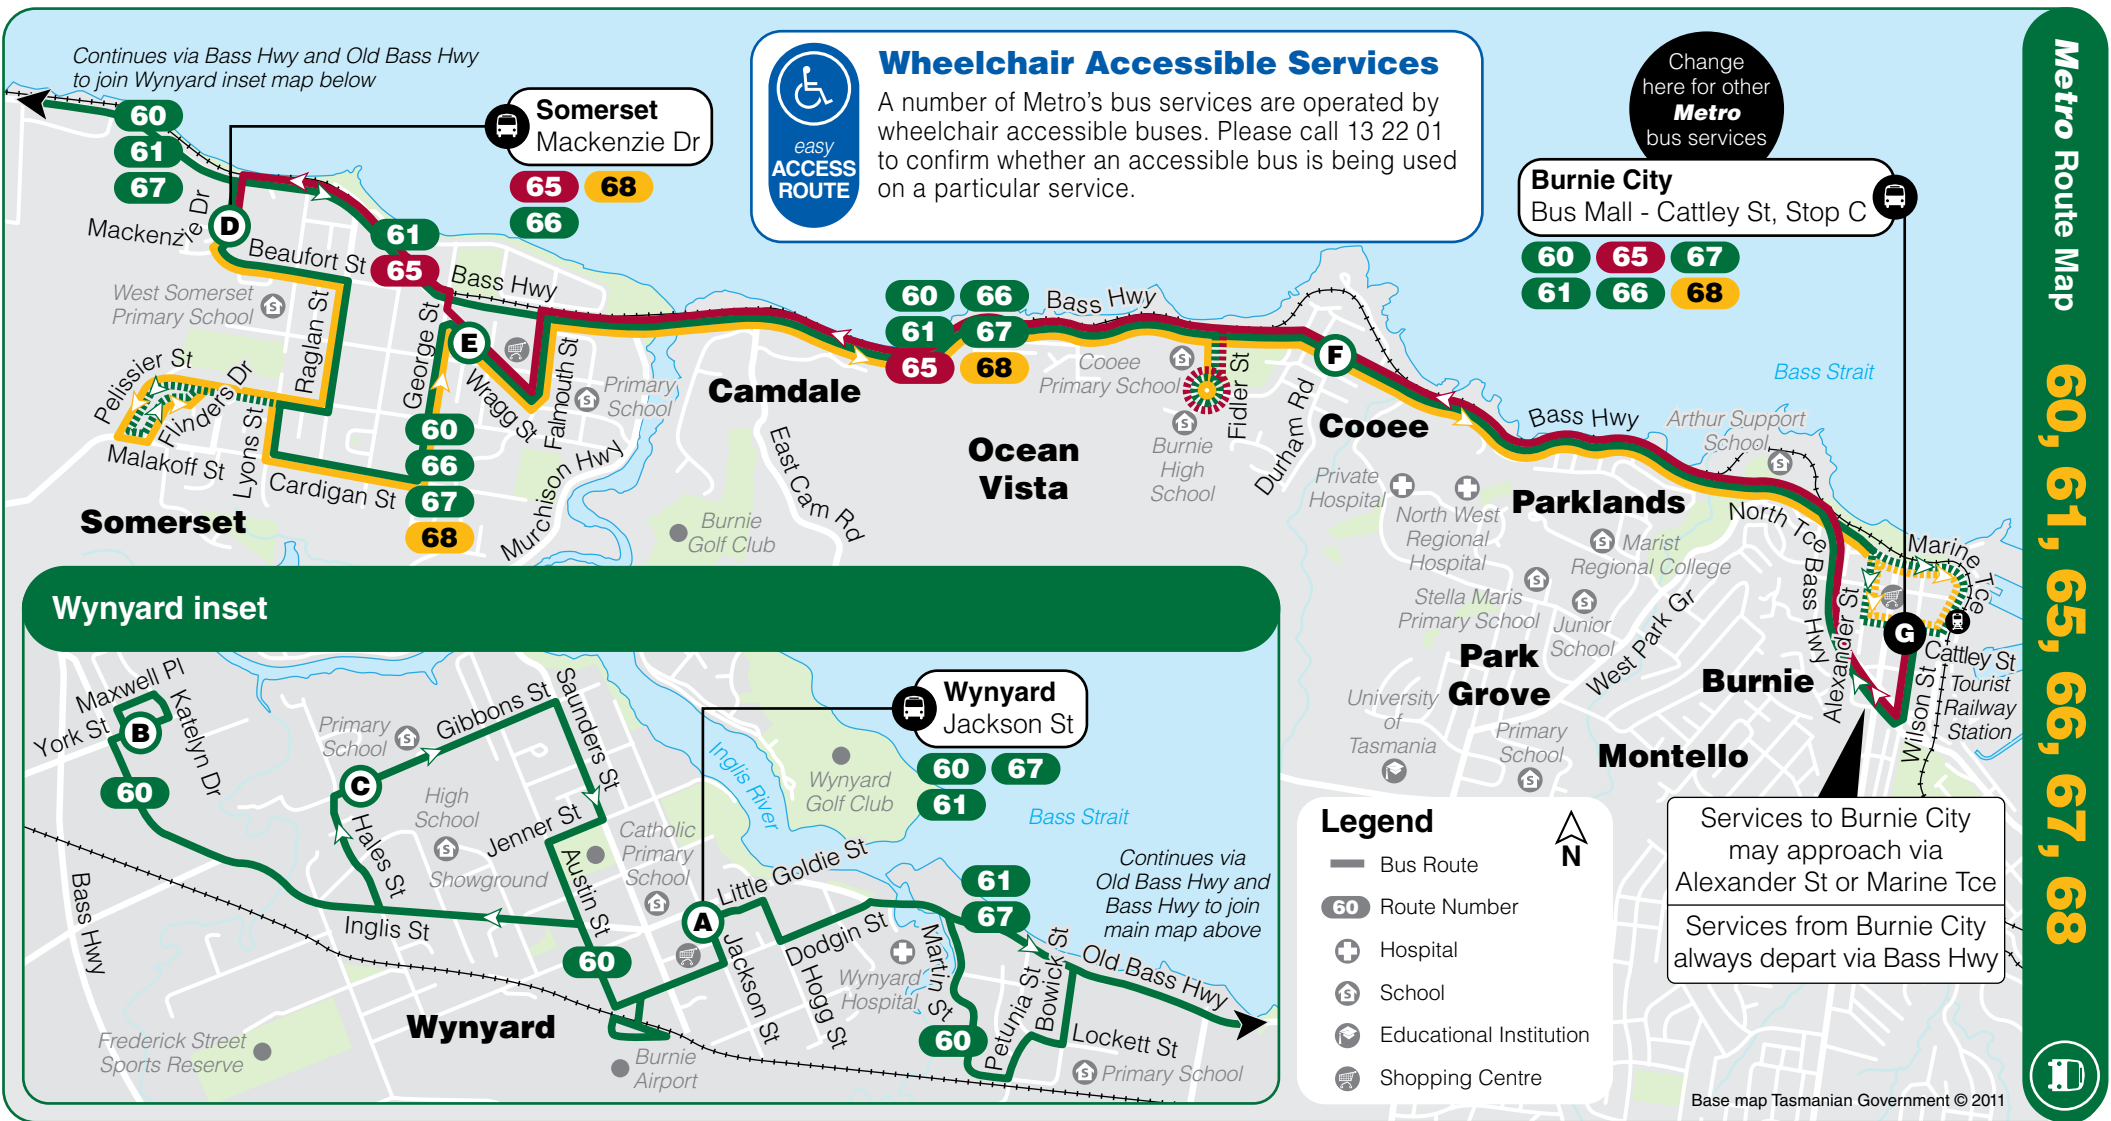 Continues via Bass Hwy and Old Bass Hwy
to join Wynyard inset map below
60
61
67
Somerset
Mackenzie Dr
65 68
66
easy
ACCESS
ROUTE
Wheelchair Accessible Services
A number of Metro's bus services are operated by
wheelchair accessible buses. Please call 13 22 01
to confirm whether an accessible bus is being used
on a particular service.
Change
here for other
Metro
bus services
Burnie City
Bus Mall - Cattley St, Stop C
60 65 67
61 66 68
Metro Route Map
60, 61, 65, 66, 67, 68
Mackenzie Dr
D
Beaufort St
61
65
Bass Hwy
West Somerset
Primary School
Raglan St
George St
E
Wragg St
Falmouth St
Primary
School
Pelissier St
Flinders Dr
Malakoff St
Lyons St
Cardigan St
60
66
67
68
Murchison Hwy
Somerset
Camdale
60 66
61 67
65 68
Bass Hwy
Cooee
Primary School
Fidler St
Burnie
High
School
Ocean
Vista
East Cam Rd
Burnie
Golf Club
Durham Rd
F
Cooee
Bass Strait
Bass Hwy
Arthur Support
School
Private
Hospital
North West
Regional
Hospital
Parklands
Marist
Regional College
North Tce
Bass Hwy
Marine Tce
Stella Maris
Primary School
Junior
School
West Park Gr
Park
Grove
University
of
Tasmania
Primary
School
Burnie
Montello
Alexander St
G
Cattley St
Wilson St
Tourist
Railway
Station
Services to Burnie City
may approach via
Alexander St or Marine Tce
Services from Burnie City
always depart via Bass Hwy
Wynyard inset
Maxwell Pl
York St
B
Katelyn Dr
60
Bass Hwy
Primary
School
Gibbons St
Saunders St
C
Hales St
High
School
Showground
Jenner St
Austin St
Catholic
Primary
School
Inglis St
60
Inglis River
Wynyard
Golf Club
Wynyard
Jackson St
60 67
61
Bass Strait
A
Little Goldie St
Jackson St
Dodgin St
Hogg St
Wynyard
Hospital
Martin St
61
67
60
Petunia St
Bowick St
Old Bass Hwy
Lockett St
Primary School
Continues via
Old Bass Hwy and
Bass Hwy to join
main map above
Wynyard
Frederick Street
Sports Reserve
Burnie
Airport
Legend
N
Bus Route
60 Route Number
Hospital
School
Educational Institution
Shopping Centre
Base map Tasmanian Government © 2011